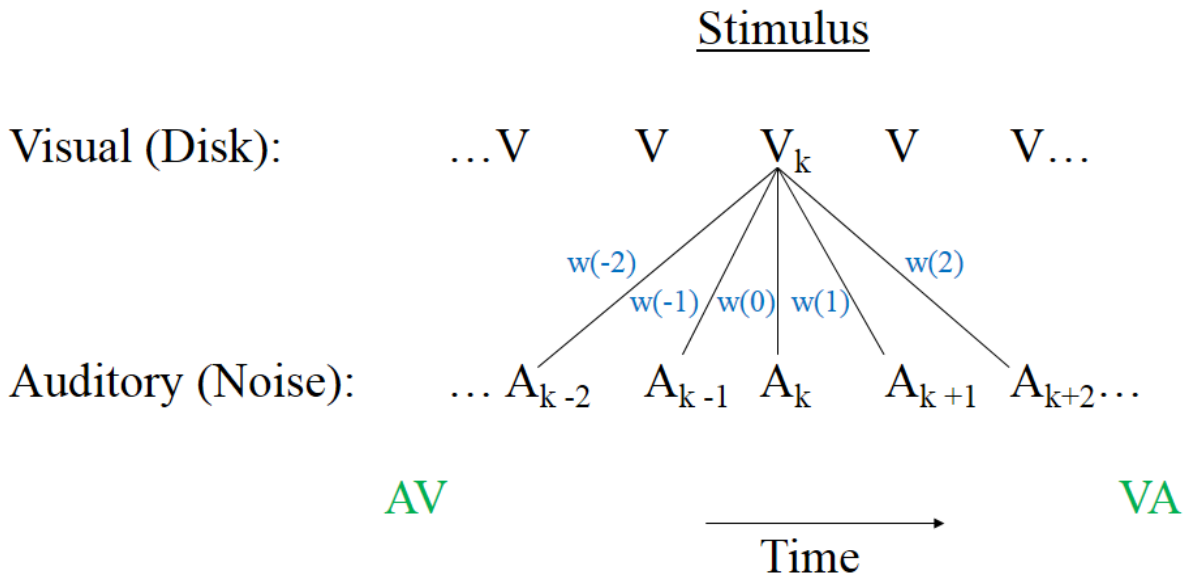 Stimulus
Visual (Disk): …V V Vk V V…
w(-2) w(2)
w(-1) w(0) w(1)
Auditory (Noise): … Ak -2 Ak -1 Ak Ak +1 Ak+2…
AV VA
Time